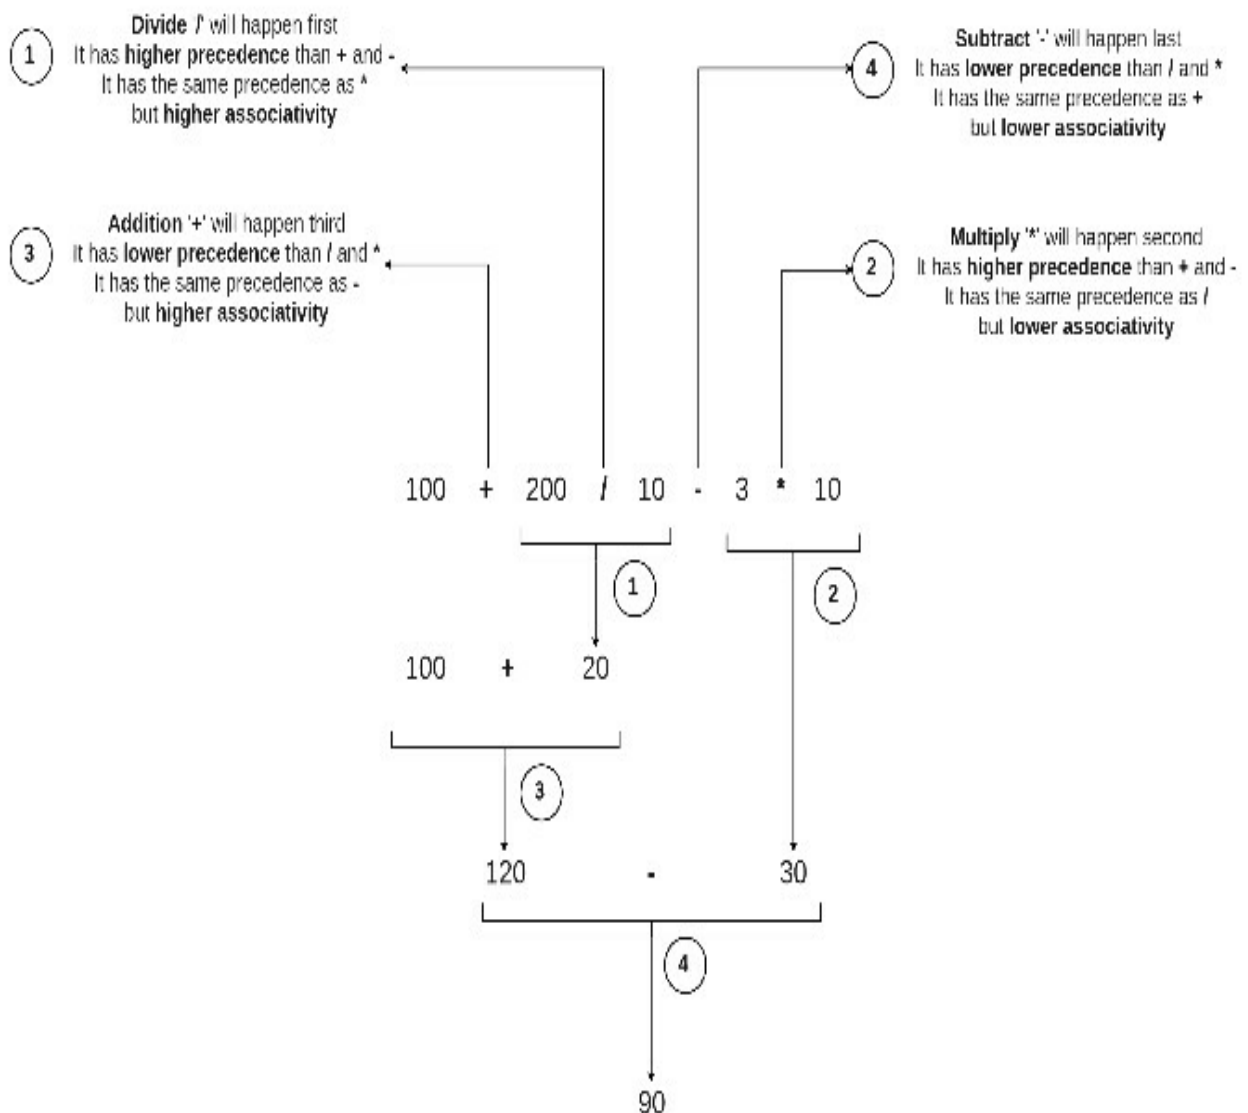 1
Divide '/' will happen first
It has higher precedence than + and -
It has the same precedence as *
but higher associativity
4
Subtract '-' will happen last
It has lower precedence than / and *
It has the same precedence as +
but lower associativity
3
Addition '+' will happen third
It has lower precedence than / and *
It has the same precedence as -
but higher associativity
2
Multiply '*' will happen second
It has higher precedence than + and -
It has the same precedence as /
but lower associativity
100 + 200 / 10 - 3 * 10
1
2
100 + 20
3
120 - 30
4
90